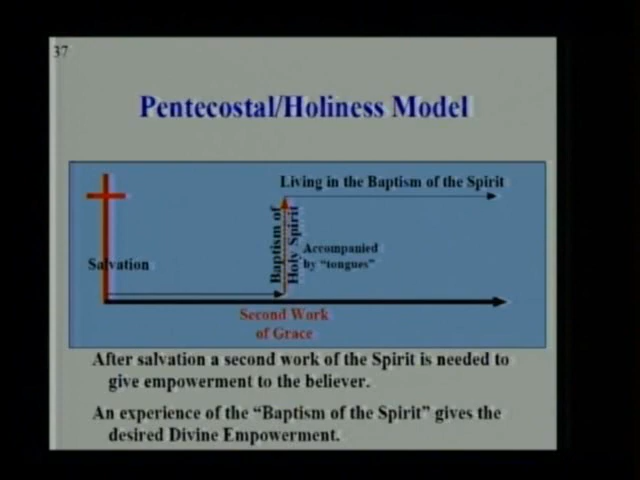 37
Pentecostal/Holiness Model
Living in the Baptism of the Spirit
Salvation
Baptism of
Holy Spirit
Accompanied
by “tongues”
Second Work
of Grace
After salvation a second work of the Spirit is needed to
give empowerment to the believer.
An experience of the “Baptism of the Spirit” gives the
desired Divine Empowerment.